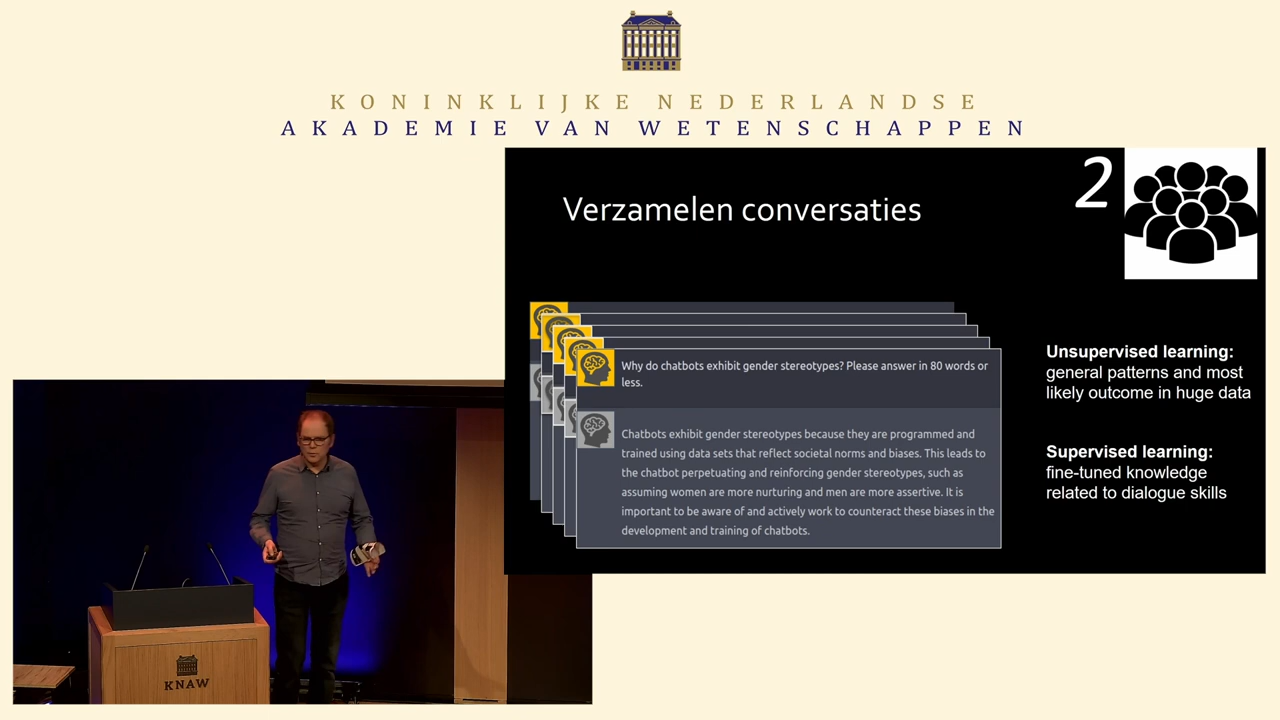 KONINKLIJKE NEDERLANDSE
AKADEMIE VAN WETENSCHAPPEN
2
Verzamelen conversaties
Why do chatbots exhibit gender stereotypes? Please answer in 80 words or
less.
Chatbots exhibit gender stereotypes because they are programmed and
trained using data sets that reflect societal norms and biases. This leads to
the chatbot perpetuating and reinforcing gender stereotypes, such as
assuming women are more nurturing and men are more assertive. It is
important to be aware of and actively work to counteract these biases in the
development and training of chatbots.
Unsupervised learning:
general patterns and most
likely outcome in huge data
Supervised learning:
fine-tuned knowledge
related to dialogue skills
KNAW